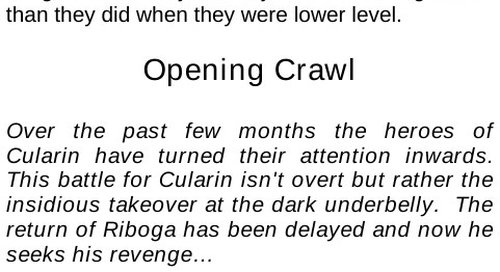 than they did when they were lower level.
Opening Crawl
Over the past few months the heroes of
Cularin have turned their attention inwards.
This battle for Cularin isn't overt but rather the
insidious takeover at the dark underbelly. The
return of Riboga has been delayed and now he
seeks his revenge...